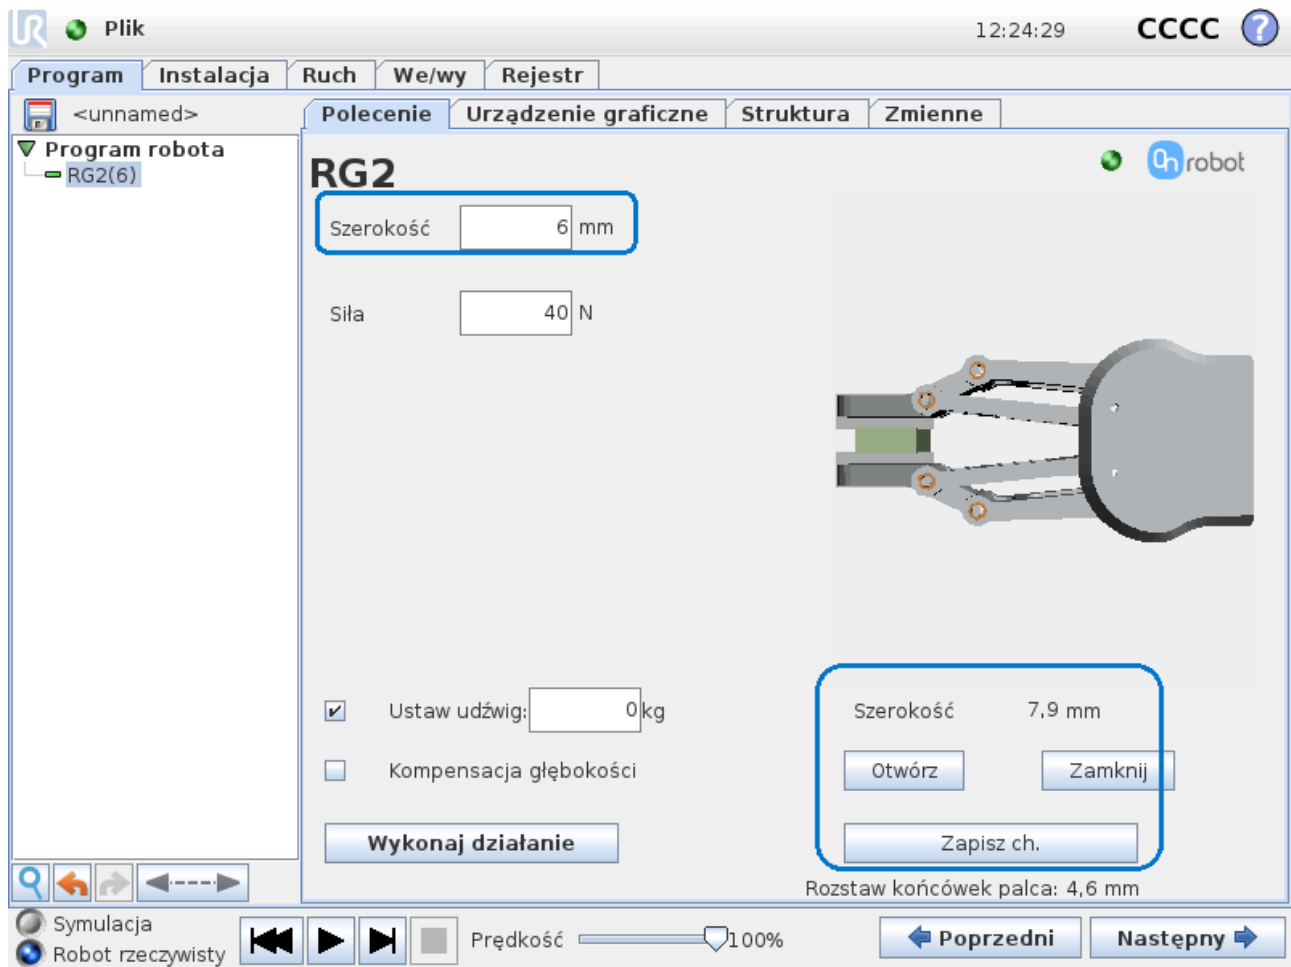 UR Plik 12:24:29 CCCC ?
Program Instalacja Ruch We/wy Rejestr
<unnamed> Polecenie Urządzenie graficzne Struktura Zmienne
Program robota
RG2(6)
RG2
On robot
Szerokość 6 mm
Siła 40 N
Ustaw udźwig: 0 kg
Szerokość 7,9 mm
Kompensacja głębokości
Otwórz Zamknij
Wykonaj działanie
Zapisz ch.
Rozstaw końcówek palca: 4,6 mm
Symulacja
Robot rzeczywisty
Prędkość 100%
Poprzedni Następny